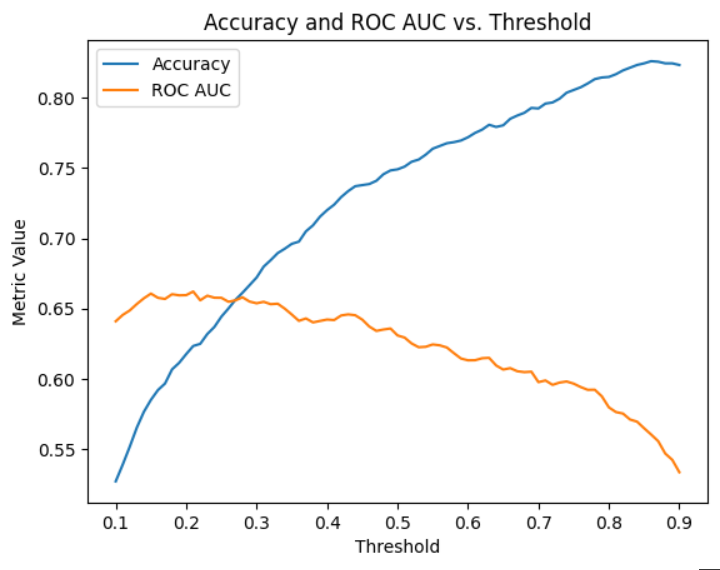 Accuracy and ROC AUC vs. Threshold
Accuracy
ROC AUC
Metric Value
0.80
0.75
0.70
0.65
0.60
0.55
0.1 0.2 0.3 0.4 0.5 0.6 0.7 0.8 0.9
Threshold